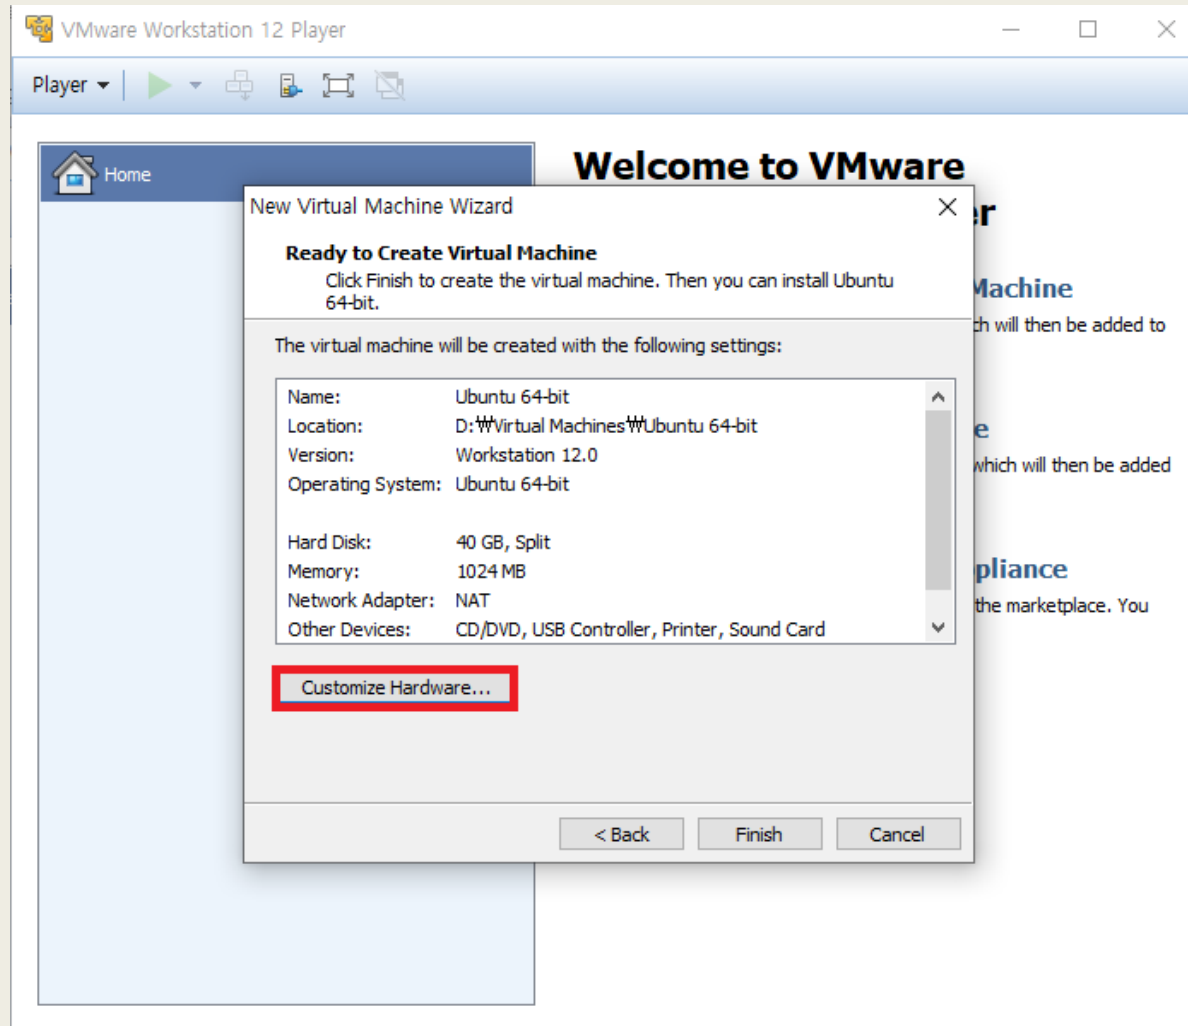 VMware Workstation 12 Player
Player
Home
Welcome to VMware
er
Machine
ch will then be added to
e
which will then be added
pliance
the marketplace. You
New Virtual Machine Wizard
Ready to Create Virtual Machine
Click Finish to create the virtual machine. Then you can install Ubuntu
64-bit.
The virtual machine will be created with the following settings:
Name: Ubuntu 64-bit
Location: D:₩Virtual Machines₩Ubuntu 64-bit
Version: Workstation 12.0
Operating System: Ubuntu 64-bit
Hard Disk: 40 GB, Split
Memory: 1024 MB
Network Adapter: NAT
Other Devices: CD/DVD, USB Controller, Printer, Sound Card
Customize Hardware...
< Back Finish Cancel